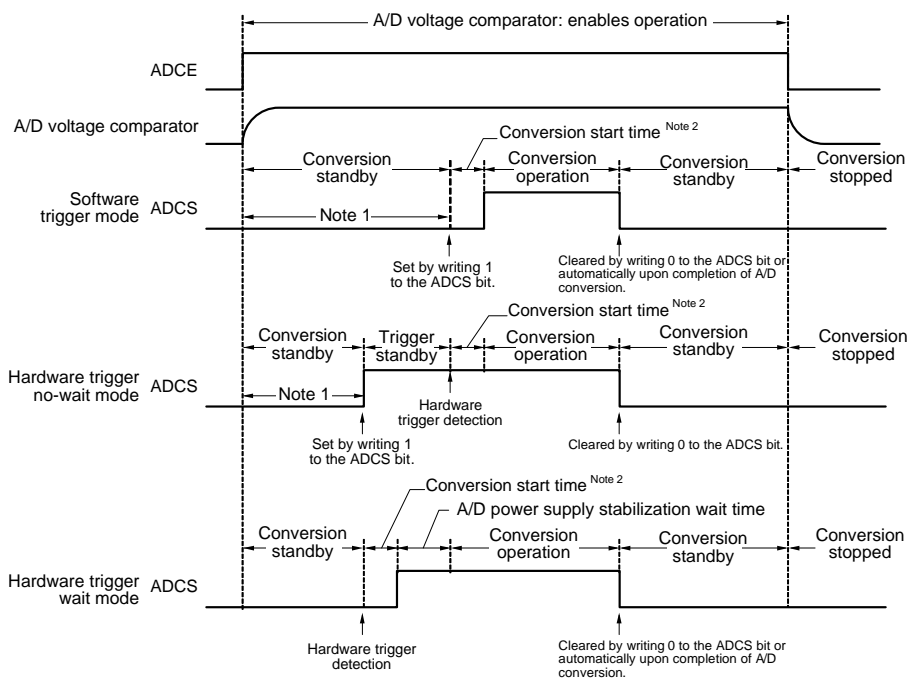 A/D voltage comparator: enables operation
ADCE
A/D voltage comparator
Conversion start time Note 2
Conversion
standby
Conversion
operation
Conversion
standby
Conversion
stopped
Software
trigger mode
ADCS
Note 1
Set by writing 1
to the ADCS bit.
Cleared by writing 0 to the ADCS bit or
automatically upon completion of A/D
conversion.
Conversion start time Note 2
Conversion
standby
Trigger
standby
Conversion
operation
Conversion
standby
Conversion
stopped
Hardware trigger
no-wait mode
ADCS
Note 1
Hardware
trigger detection
Set by writing 1
to the ADCS bit.
Cleared by writing 0 to the ADCS bit.
Conversion start time Note 2
A/D power supply stabilization wait time
Conversion
standby
Conversion
operation
Conversion
standby
Conversion
stopped
Hardware trigger
wait mode
ADCS
Hardware trigger
detection
Cleared by writing 0 to the ADCS bit or
automatically upon completion of A/D
conversion.